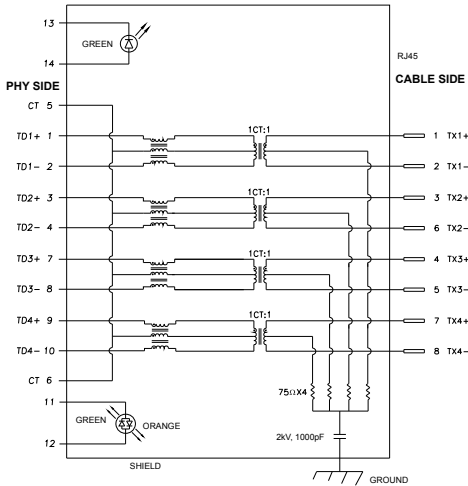 13
GREEN
14
RJ45
PHY SIDE
CABLE SIDE
CT 5
1CT:1
TD1+ 1
1 TX1+
TD1- 2
2 TX1-
1CT:1
TD2+ 3
3 TX2+
TD2- 4
6 TX2-
1CT:1
TD3+ 7
4 TX3+
TD3- 8
5 TX3-
1CT:1
TD4+ 9
7 TX4+
TD4- 10
8 TX4-
CT 6
75ΩX4
11
GREEN
ORANGE
12
2kV, 1000pF
SHIELD
GROUND